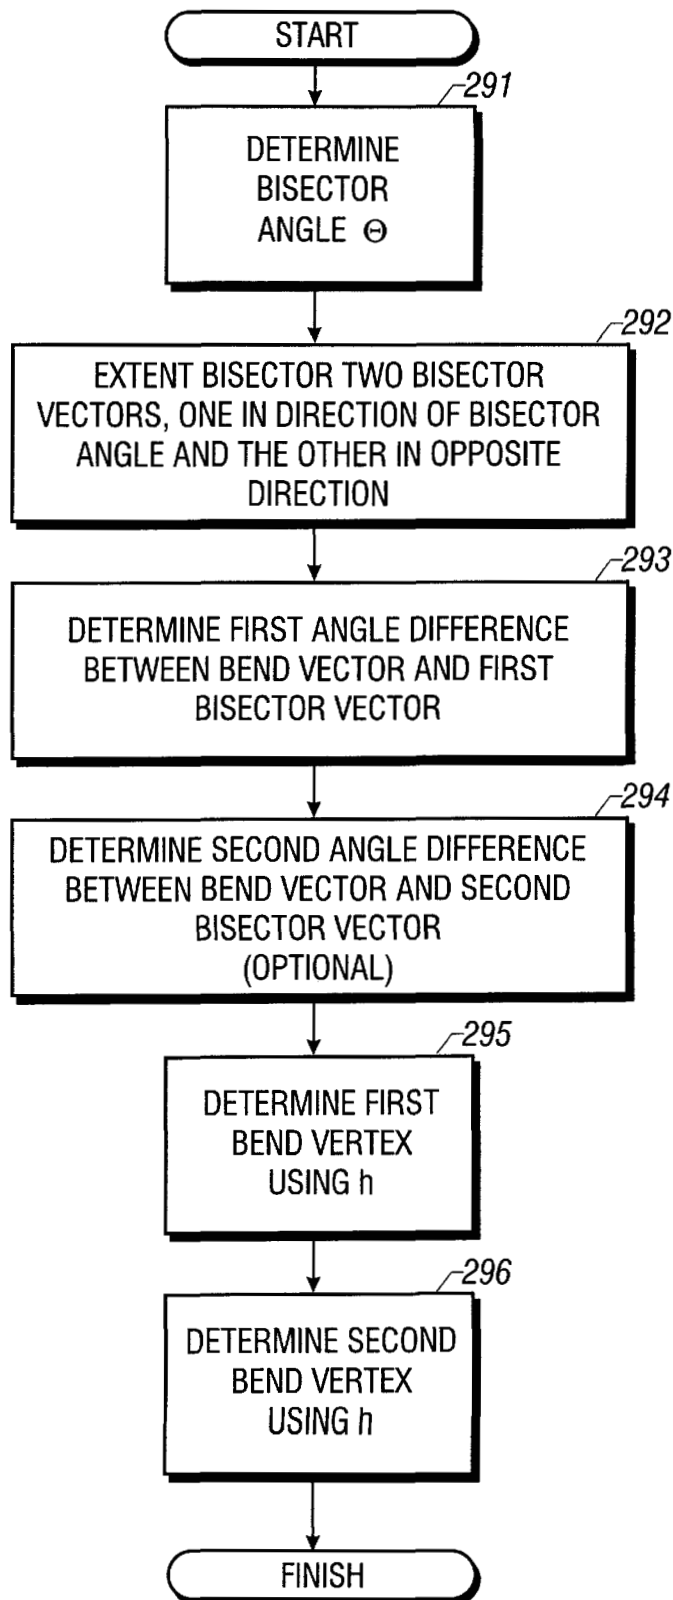 START
291
DETERMINE
BISECTOR
ANGLE Θ
292
EXTENT BISECTOR TWO BISECTOR
VECTORS, ONE IN DIRECTION OF BISECTOR
ANGLE AND THE OTHER IN OPPOSITE
DIRECTION
293
DETERMINE FIRST ANGLE DIFFERENCE
BETWEEN BEND VECTOR AND FIRST
BISECTOR VECTOR
294
DETERMINE SECOND ANGLE DIFFERENCE
BETWEEN BEND VECTOR AND SECOND
BISECTOR VECTOR
(OPTIONAL)
295
DETERMINE FIRST
BEND VERTEX
USING h
296
DETERMINE SECOND
BEND VERTEX
USING h
FINISH